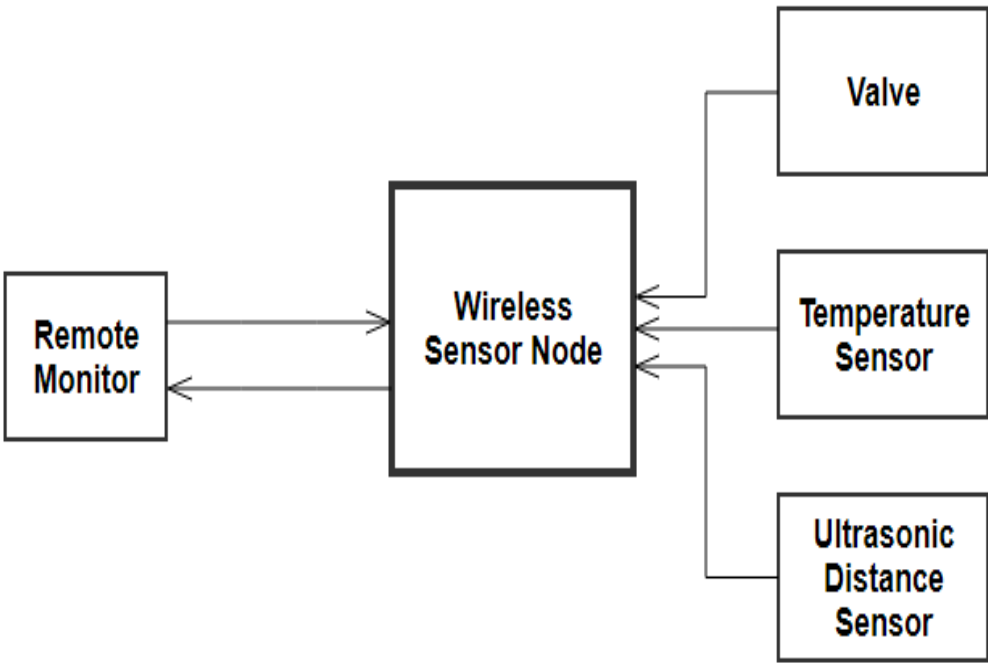 Valve
Wireless
Sensor Node
Remote
Monitor
Temperature
Sensor
Ultrasonic
Distance
Sensor